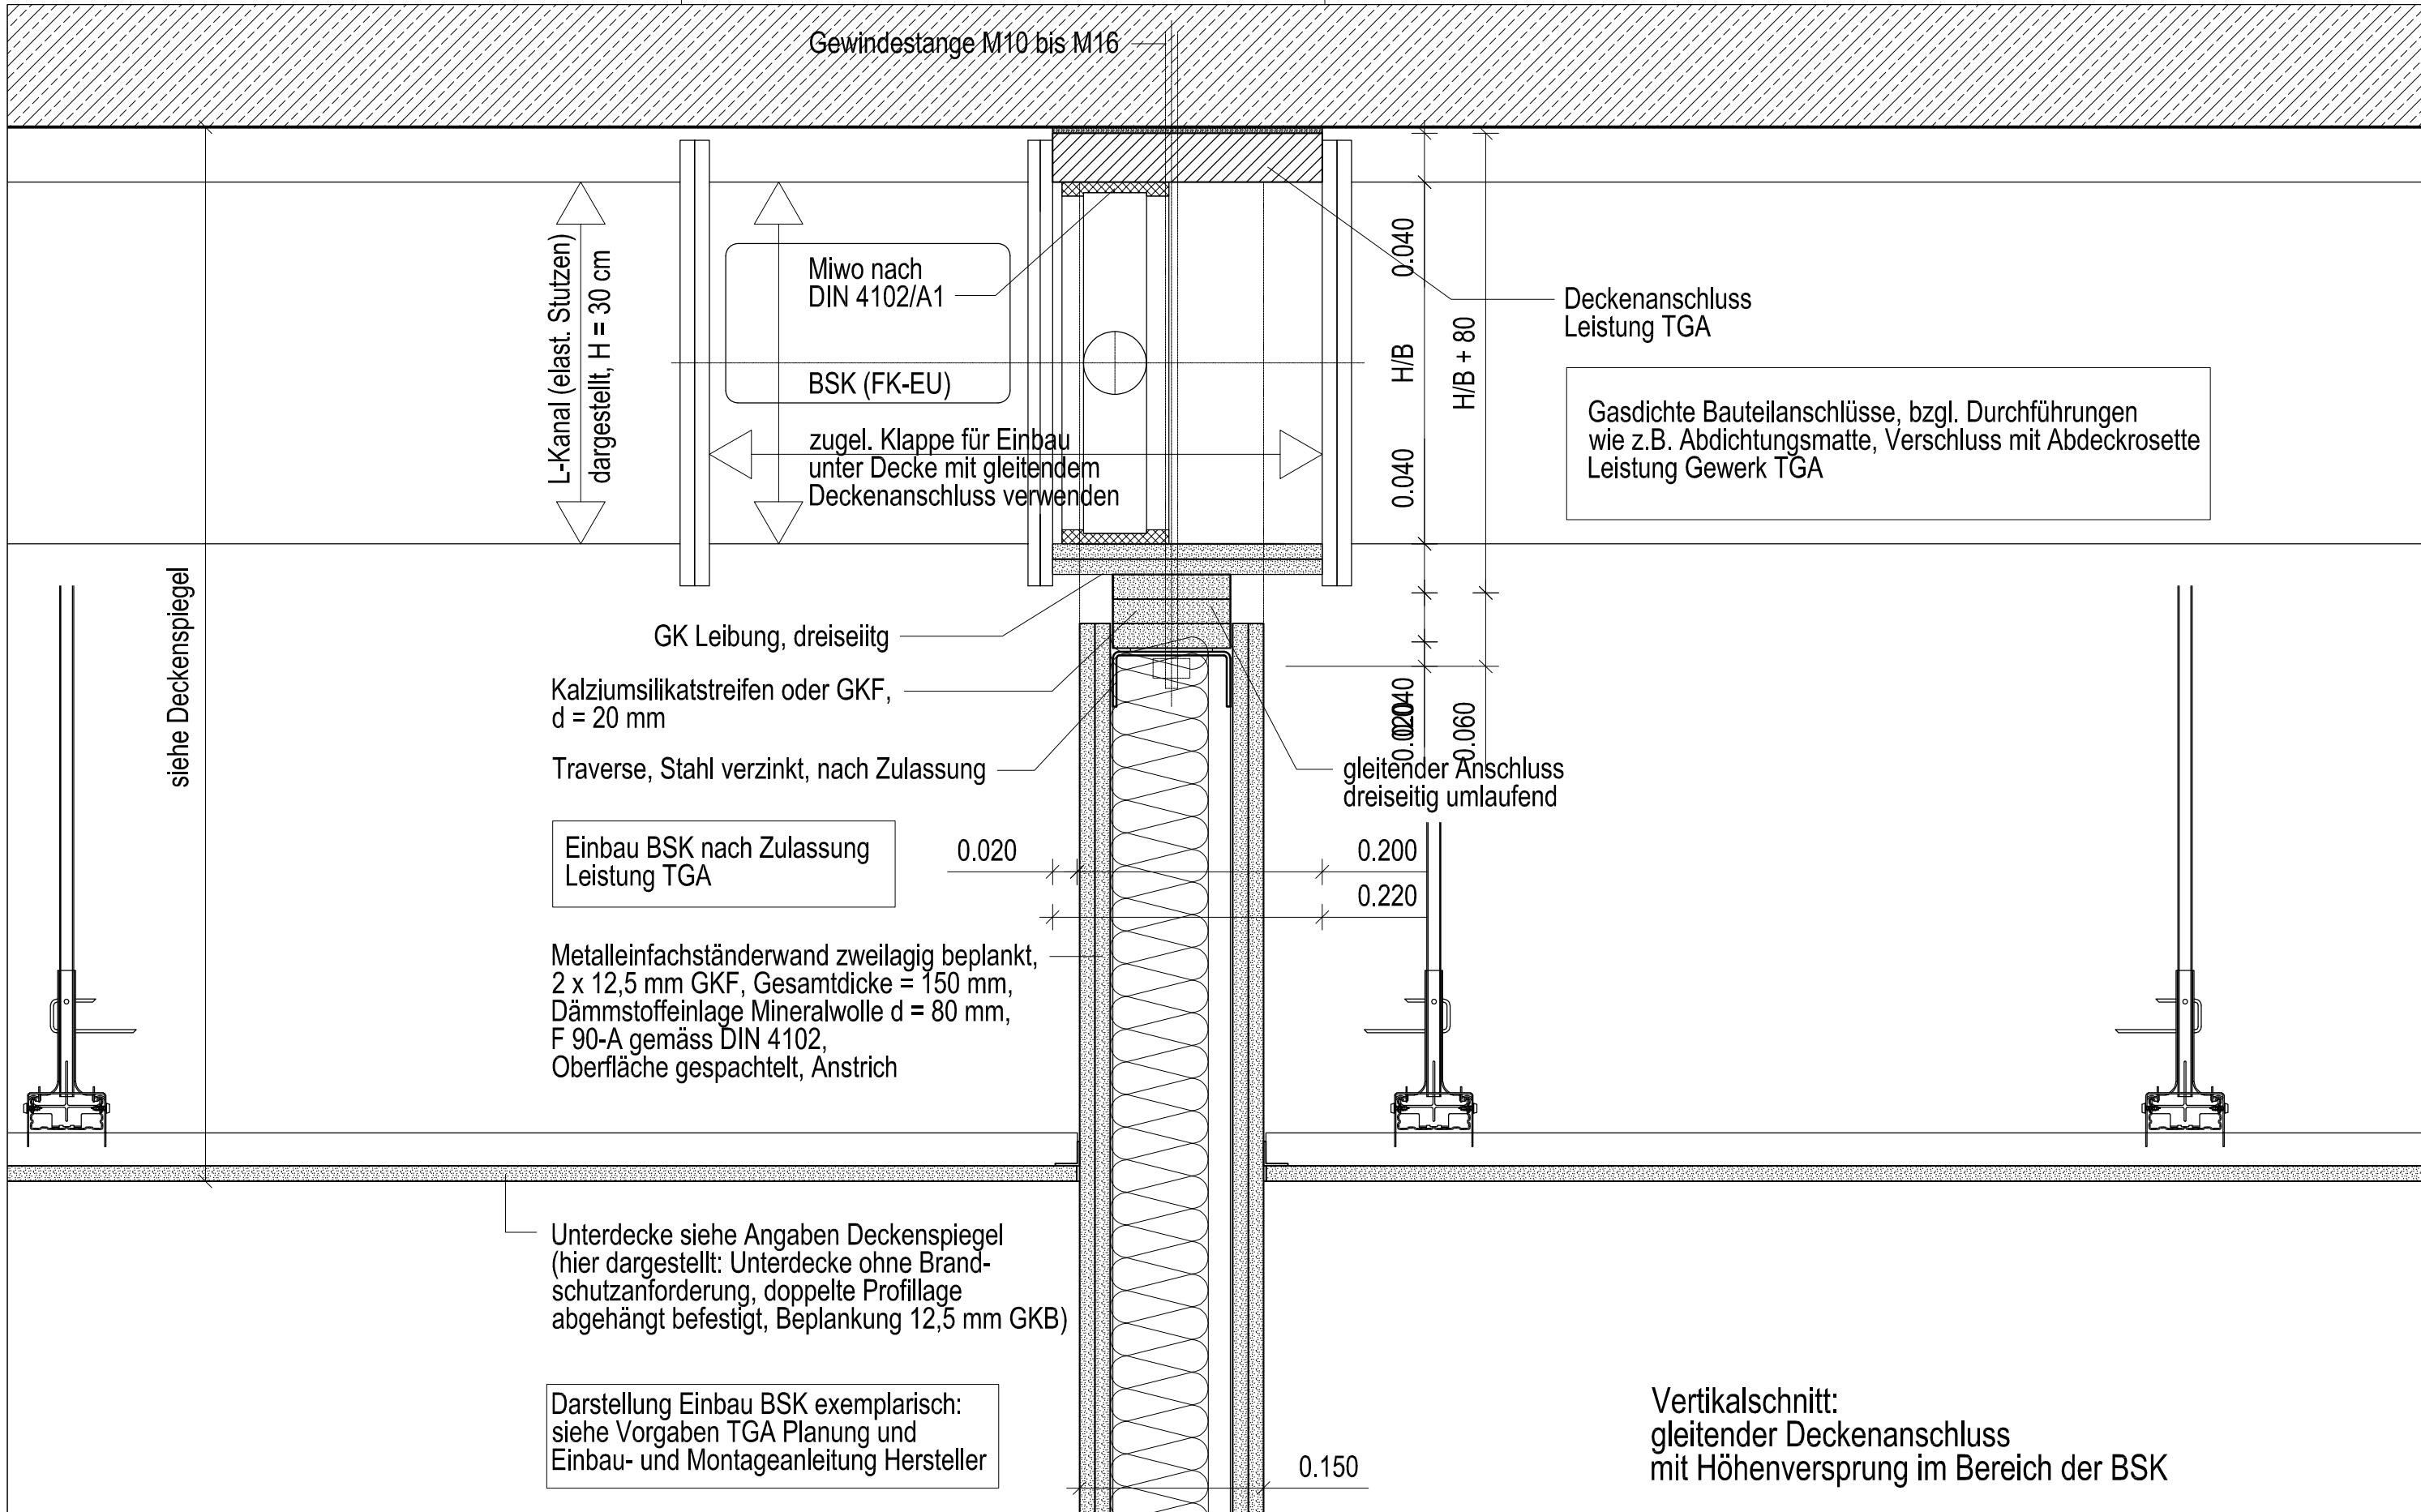 Gewindestange M10 bis M16
L-Kanal (elast. Stutzen)
dargestellt, H = 30 cm
Miwo nach
DIN 4102/A1
BSK (FK-EU)
zugel. Klappe für Einbau
unter Decke mit gleitendem
Deckenanschluss verwenden
0.040
H/B
0.040
H/B + 80
Deckenanschluss
Leistung TGA
Gasdichte Bauteilanschlüsse, bzgl. Durchführungen
wie z.B. Abdichtungsmatte, Verschluss mit Abdeckrosette
Leistung Gewerk TGA
siehe Deckenspiegel
GK Leibung, dreiseiitg
Kalziumsilikatstreifen oder GKF,
d = 20 mm
Traverse, Stahl verzinkt, nach Zulassung
0.040
0.020
0.060
gleitender Anschluss
dreiseitig umlaufend
Einbau BSK nach Zulassung
Leistung TGA
0.020
0.200
0.220
Metalleinfachständerwand zweilagig beplankt,
2 x 12,5 mm GKF, Gesamtdicke = 150 mm,
Dämmstoffeinlage Mineralwolle d = 80 mm,
F 90-A gemäss DIN 4102,
Oberfläche gespachtelt, Anstrich
Unterdecke siehe Angaben Deckenspiegel
(hier dargestellt: Unterdecke ohne Brand-
schutzanforderung, doppelte Profillage
abgehängt befestigt, Beplankung 12,5 mm GKB)
Darstellung Einbau BSK exemplarisch:
siehe Vorgaben TGA Planung und
Einbau- und Montageanleitung Hersteller
0.150
Vertikalschnitt:
gleitender Deckenanschluss
mit Höhenversprung im Bereich der BSK